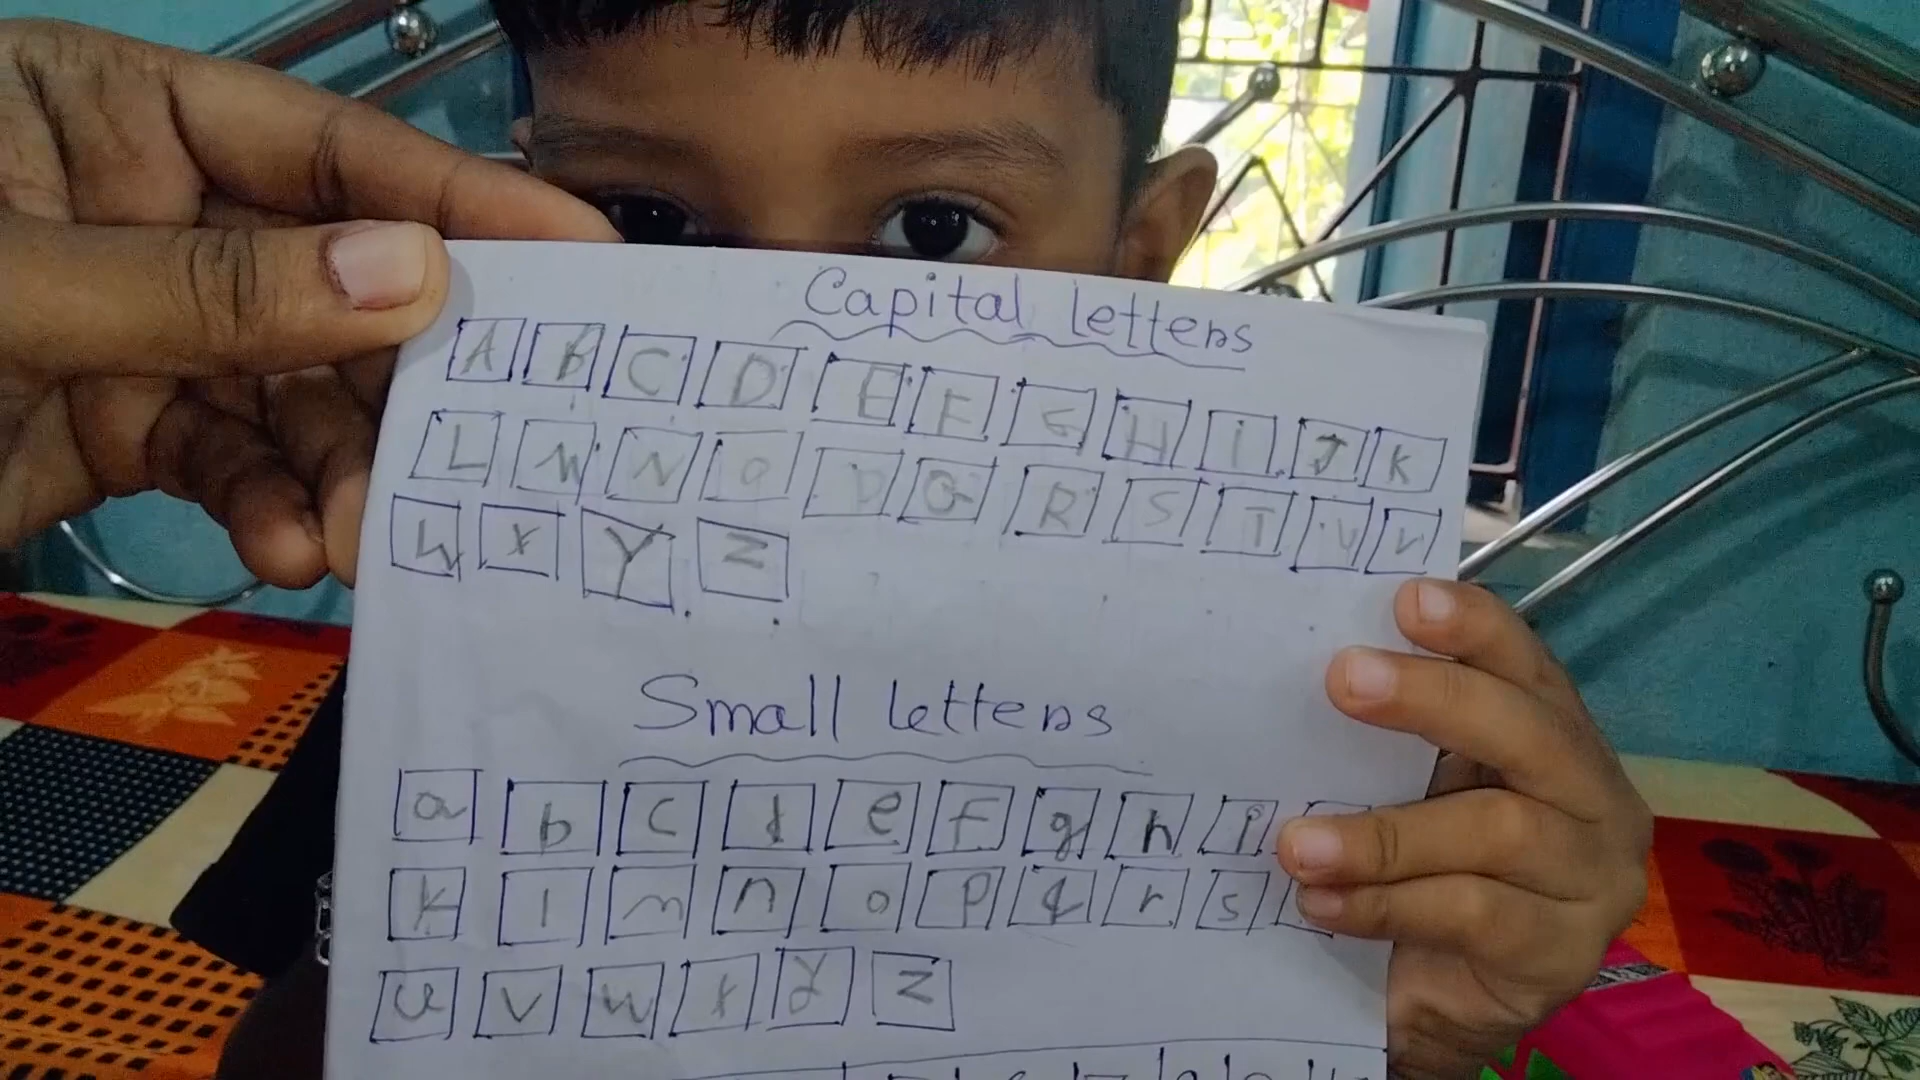 Capital letters
A B C D E F G H i J K
L M N O P Q R S T U V
W X Y Z
Small letters
a b c d e f g h i
k l m n o p q r s
u v w x y z